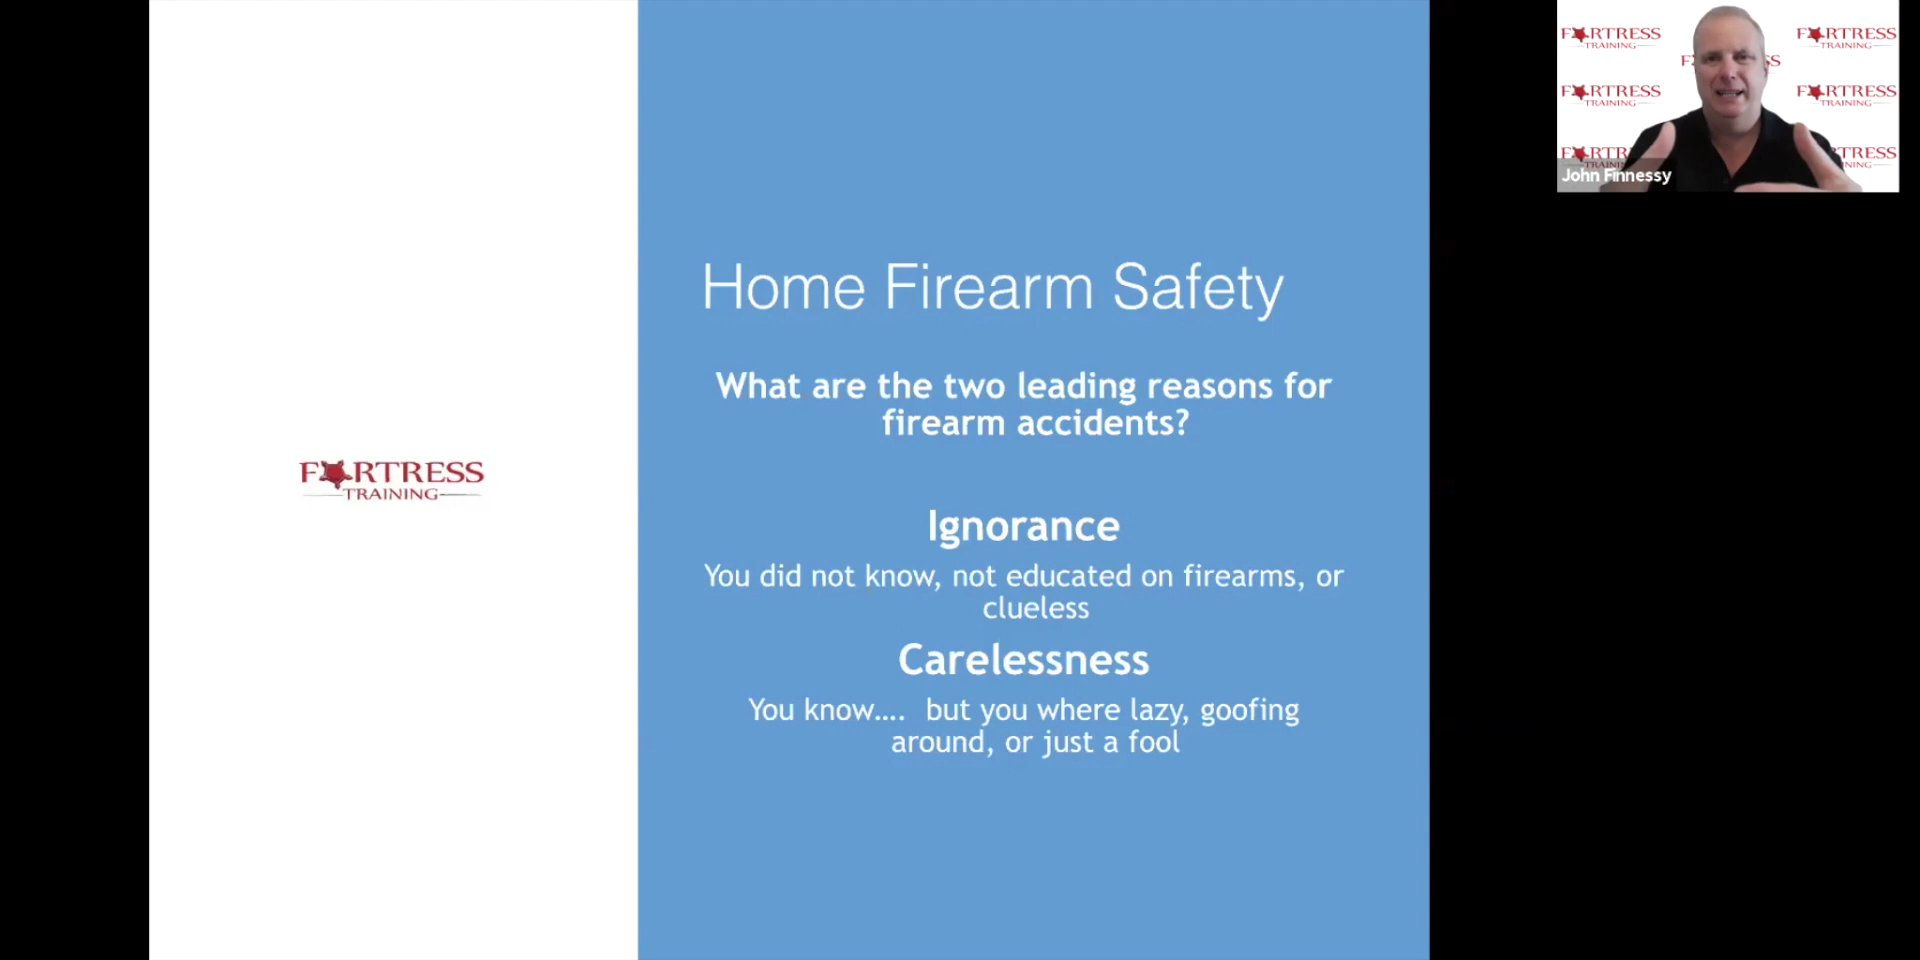 Home Firearm Safety
What are the two leading reasons for
firearm accidents?
Ignorance
You did not know, not educated on firearms, or
clueless
Carelessness
You know....  but you where lazy, goofing
around, or just a fool
FORTRESS
TRAINING
FORTRESS
TRAINING
FORTRESS
TRAINING
FORTRESS
TRAINING
FORTRESS
TRAINING
John Finnessy